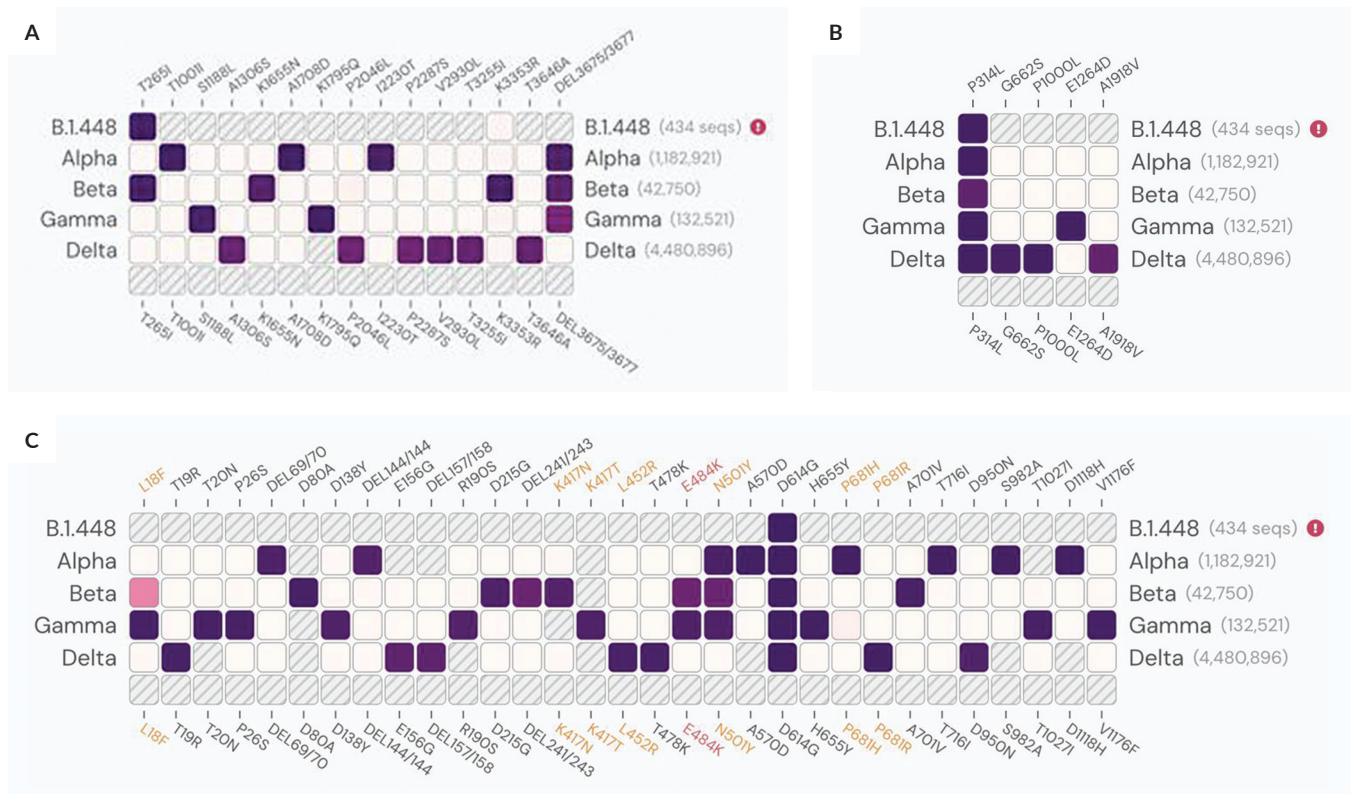 A
T265I T1001I S1188L A1306S K1655N A1708D K1795Q P2046L I2230T P2287S V2930L T3255I K3353R T3646A DEL3675/3677
B.1.448 B.1.448 (434 seqs) !
Alpha Alpha (1,182,921)
Beta Beta (42,750)
Gamma Gamma (132,521)
Delta Delta (4,480,896)
T265I T1001I S1188L A1306S K1655N A1708D K1795Q P2046L I2230T P2287S V2930L T3255I K3353R T3646A DEL3675/3677
B
P314L G662S P1000L E1264D A1918V
B.1.448 B.1.448 (434 seqs) !
Alpha Alpha (1,182,921)
Beta Beta (42,750)
Gamma Gamma (132,521)
Delta Delta (4,480,896)
P314L G662S P1000L E1264D A1918V
C
L18F T19R T20N P26S DEL69/70 D80A D138Y DEL144/144 E156G DEL157/158 R190S D215G DEL241/243 K417N K417T L452R T478K E484K N501Y A570D D614G H655Y P681H P681R A701V T716I D950N S982A T1027I D1118H V1176F
B.1.448 B.1.448 (434 seqs) !
Alpha Alpha (1,182,921)
Beta Beta (42,750)
Gamma Gamma (132,521)
Delta Delta (4,480,896)
L18F T19R T20N P26S DEL69/70 D80A D138Y DEL144/144 E156G DEL157/158 R190S D215G DEL241/243 K417N K417T L452R T478K E484K N501Y A570D D614G H655Y P681H P681R A701V T716I D950N S982A T1027I D1118H V1176F